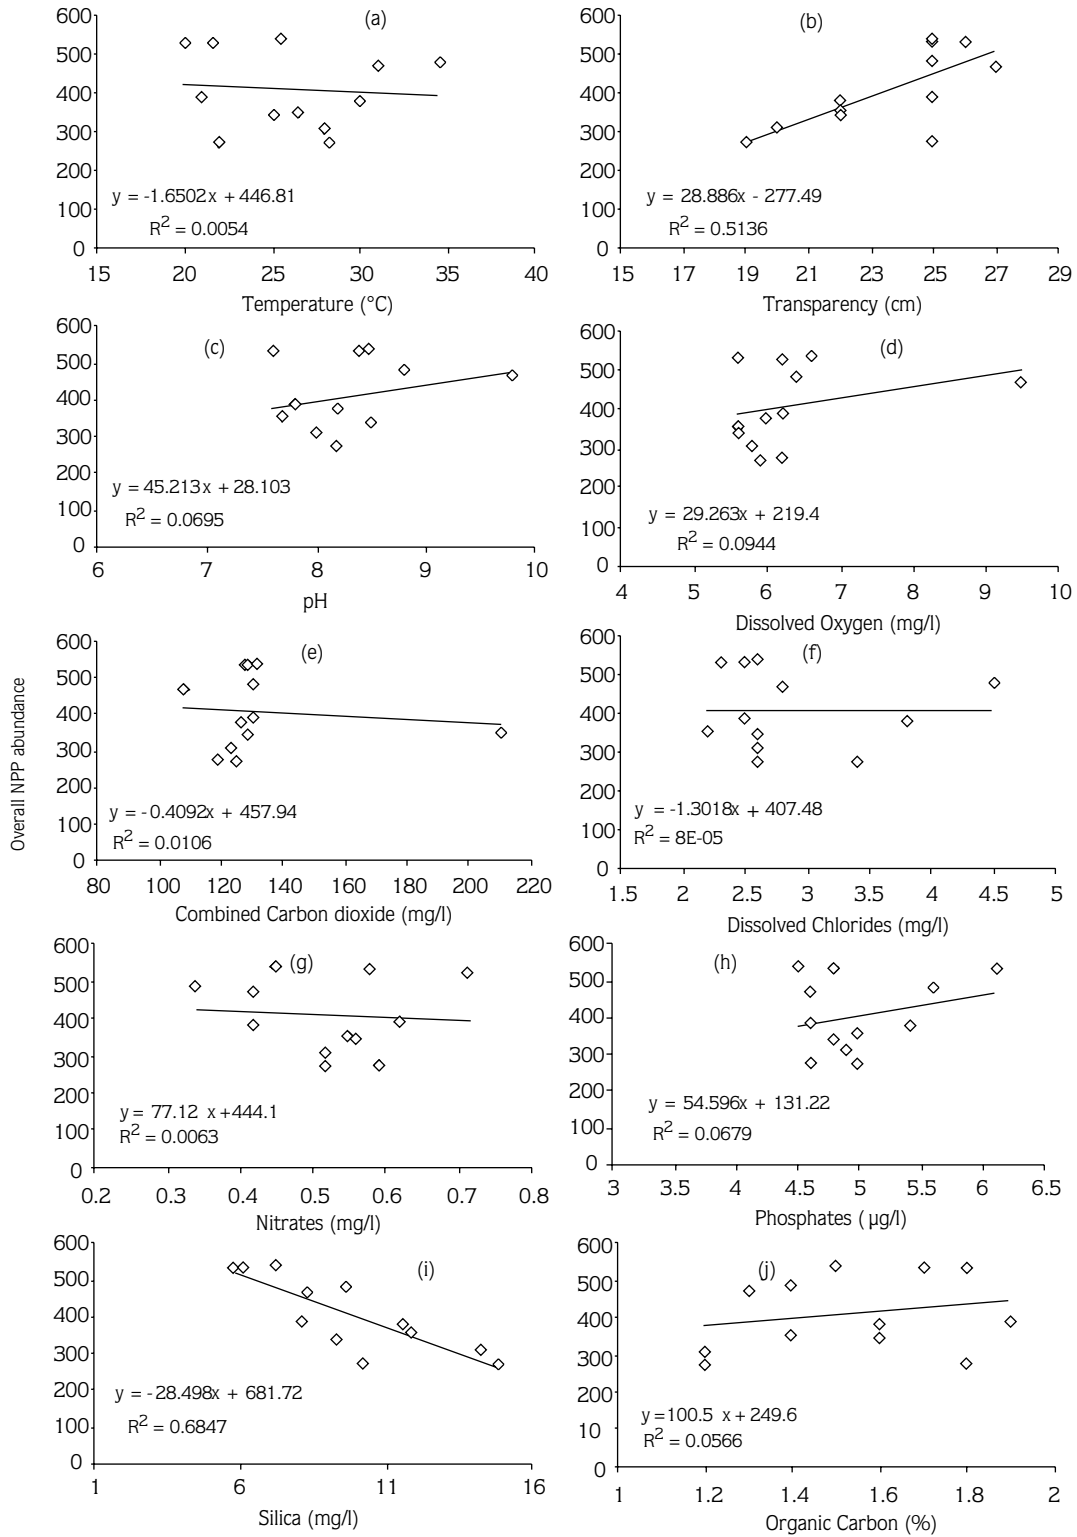 Overall NPP abundance
(a)
600
500
400
300
200
100
0
y = -1.6502x + 446.81
R2 = 0.0054
15 20 25 30 35 40
Temperature (°C)
(b)
600
500
400
300
200
100
0
y = 28.886x - 277.49
R2 = 0.5136
15 17 19 21 23 25 27 29
Transparency (cm)
(c)
600
500
400
300
200
100
0
y = 45.213x + 28.103
R2 = 0.0695
6 7 8 9 10
pH
(d)
600
500
400
300
200
100
0
y = 29.263x + 219.4
R2 = 0.0944
4 5 6 7 8 9 10
Dissolved Oxygen (mg/l)
(e)
600
500
400
300
200
100
0
y = -0.4092x + 457.94
R2 = 0.0106
80 100 120 140 160 180 200 220
Combined Carbon dioxide (mg/l)
(f)
600
500
400
300
200
100
0
y = -1.3018x + 407.48
R2 = 8E-05
1.5 2 2.5 3 3.5 4 4.5 5
Dissolved Chlorides (mg/l)
(g)
600
500
400
300
200
100
0
y = 77.12 x +444.1
R2 = 0.0063
0.2 0.3 0.4 0.5 0.6 0.7 0.8
Nitrates (mg/l)
(h)
600
500
400
300
200
100
0
y = 54.596x + 131.22
R2 = 0.0679
3 3.5 4 4.5 5 5.5 6 6.5
Phosphates ( µg/l)
(i)
600
500
400
300
200
100
0
y = -28.498x + 681.72
R2 = 0.6847
1 6 11 16
Silica (mg/l)
(j)
600
500
400
300
200
10
0
y =100.5 x + 249.6
R2 = 0.0566
1 1.2 1.4 1.6 1.8 2
Organic Carbon (%)